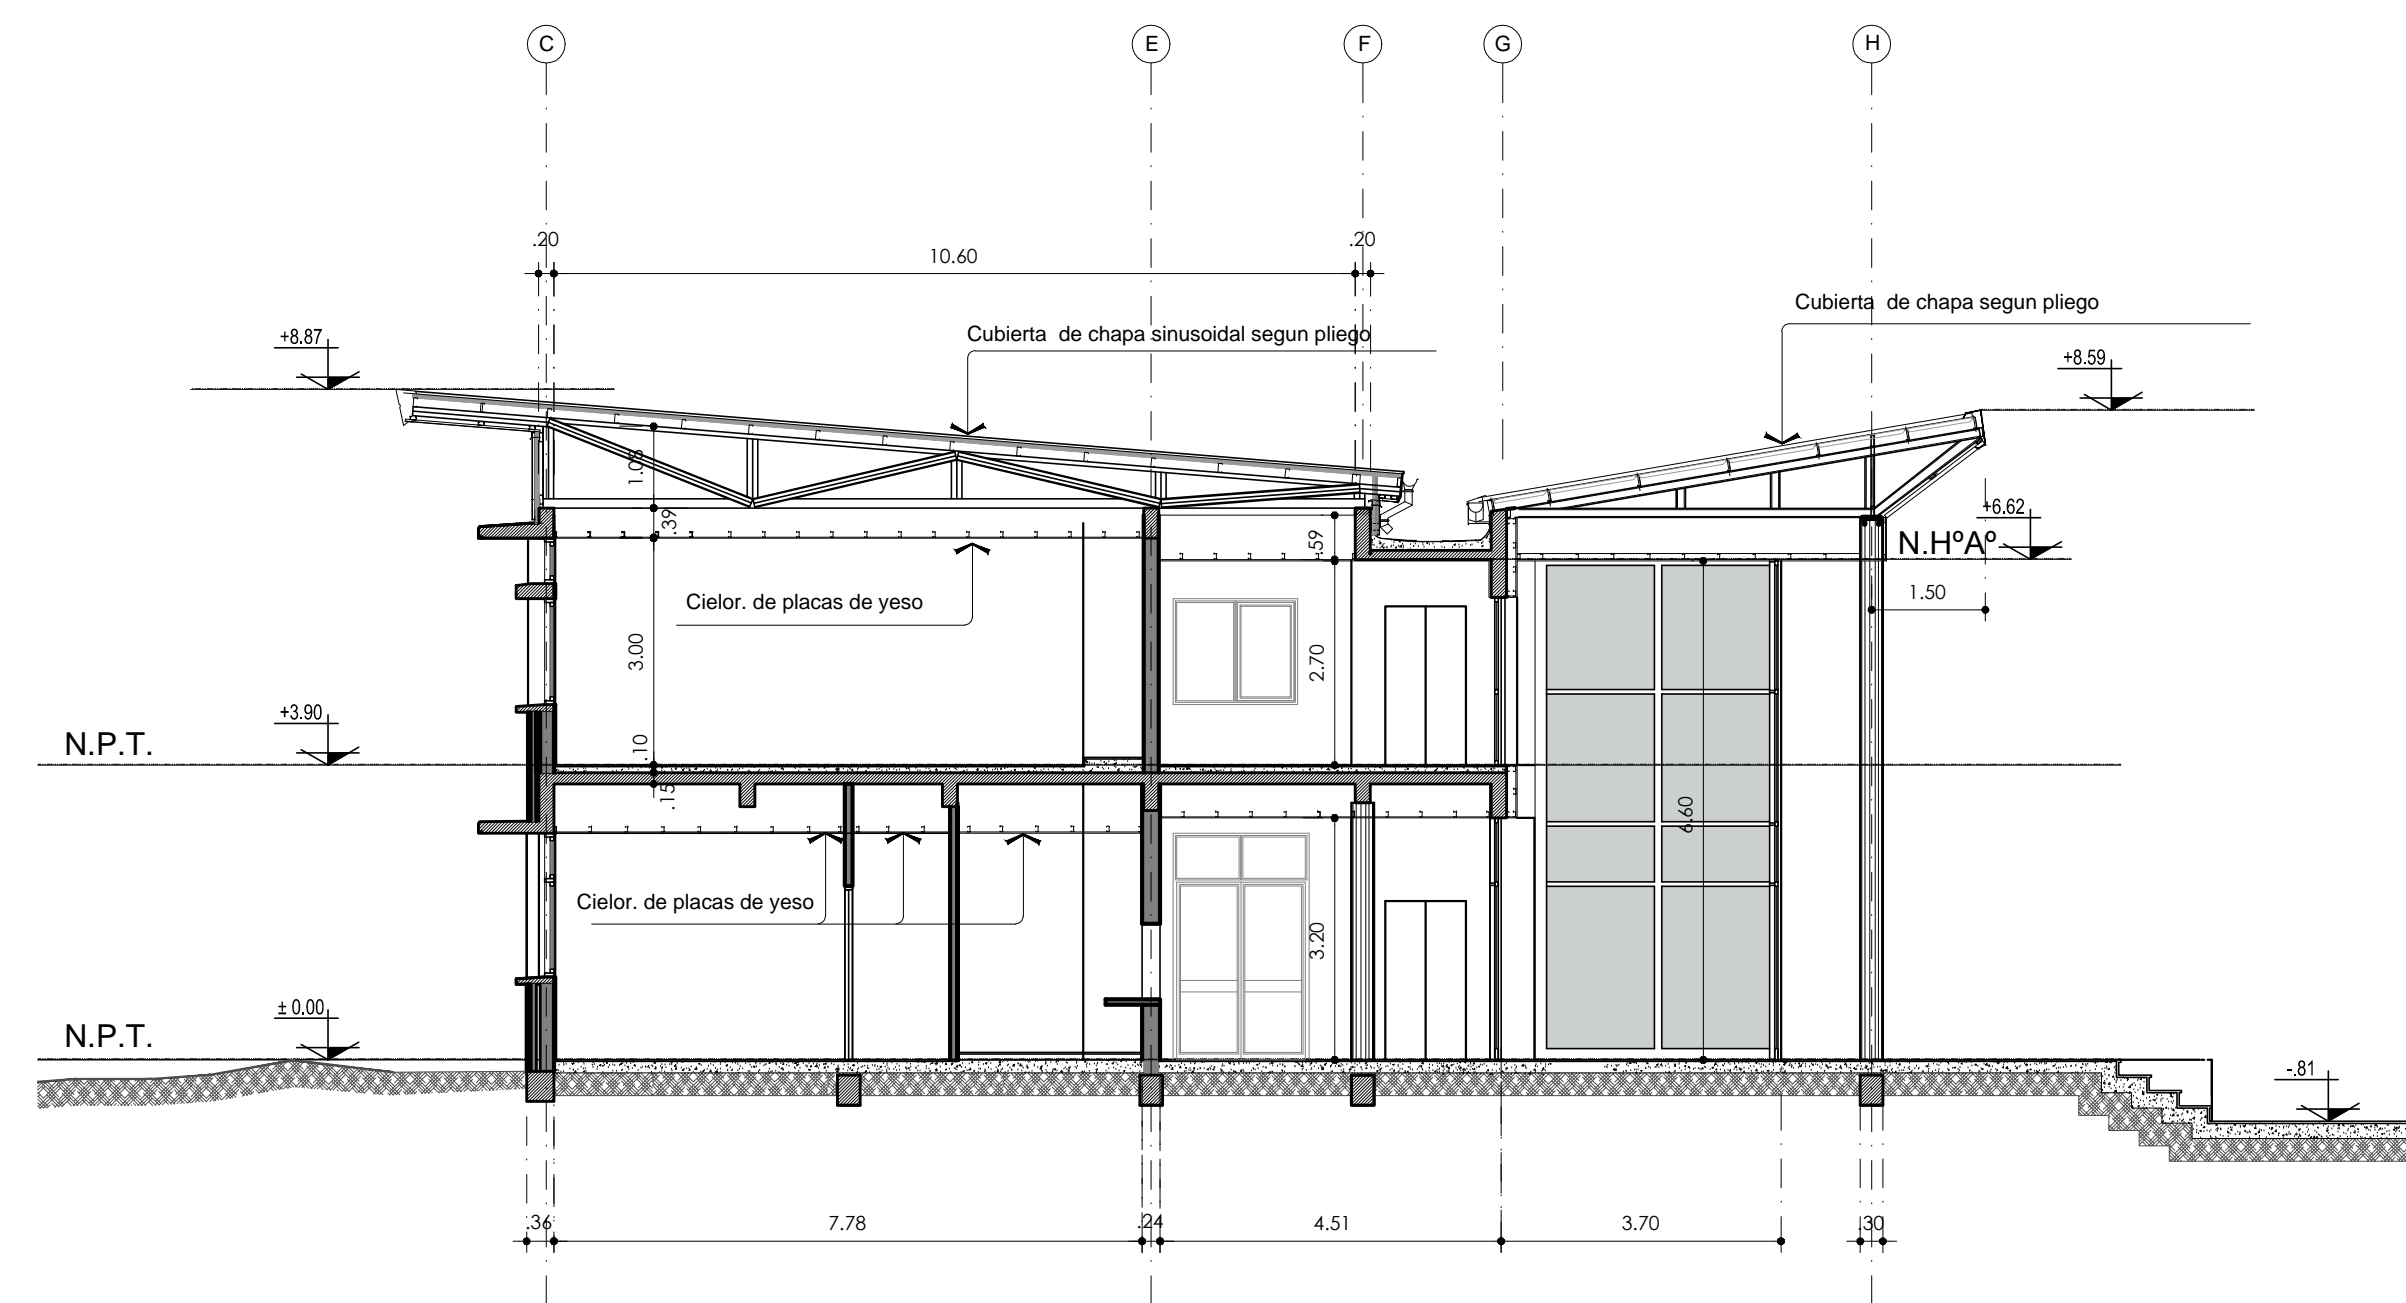 C
E
F
G
H
.20
10.60
.20
Cubierta de chapa segun pliego
Cubierta de chapa sinusoidal segun pliego
+8.87
+8.59
1.08
.39
.59
+6.62
N.HºAº
1.50
Cielor. de placas de yeso
3.00
2.70
+3.90
N.P.T.
.10
.15
6.60
Cielor. de placas de yeso
3.20
± 0.00
N.P.T.
-.81
.36
7.78
.24
4.51
3.70
.30